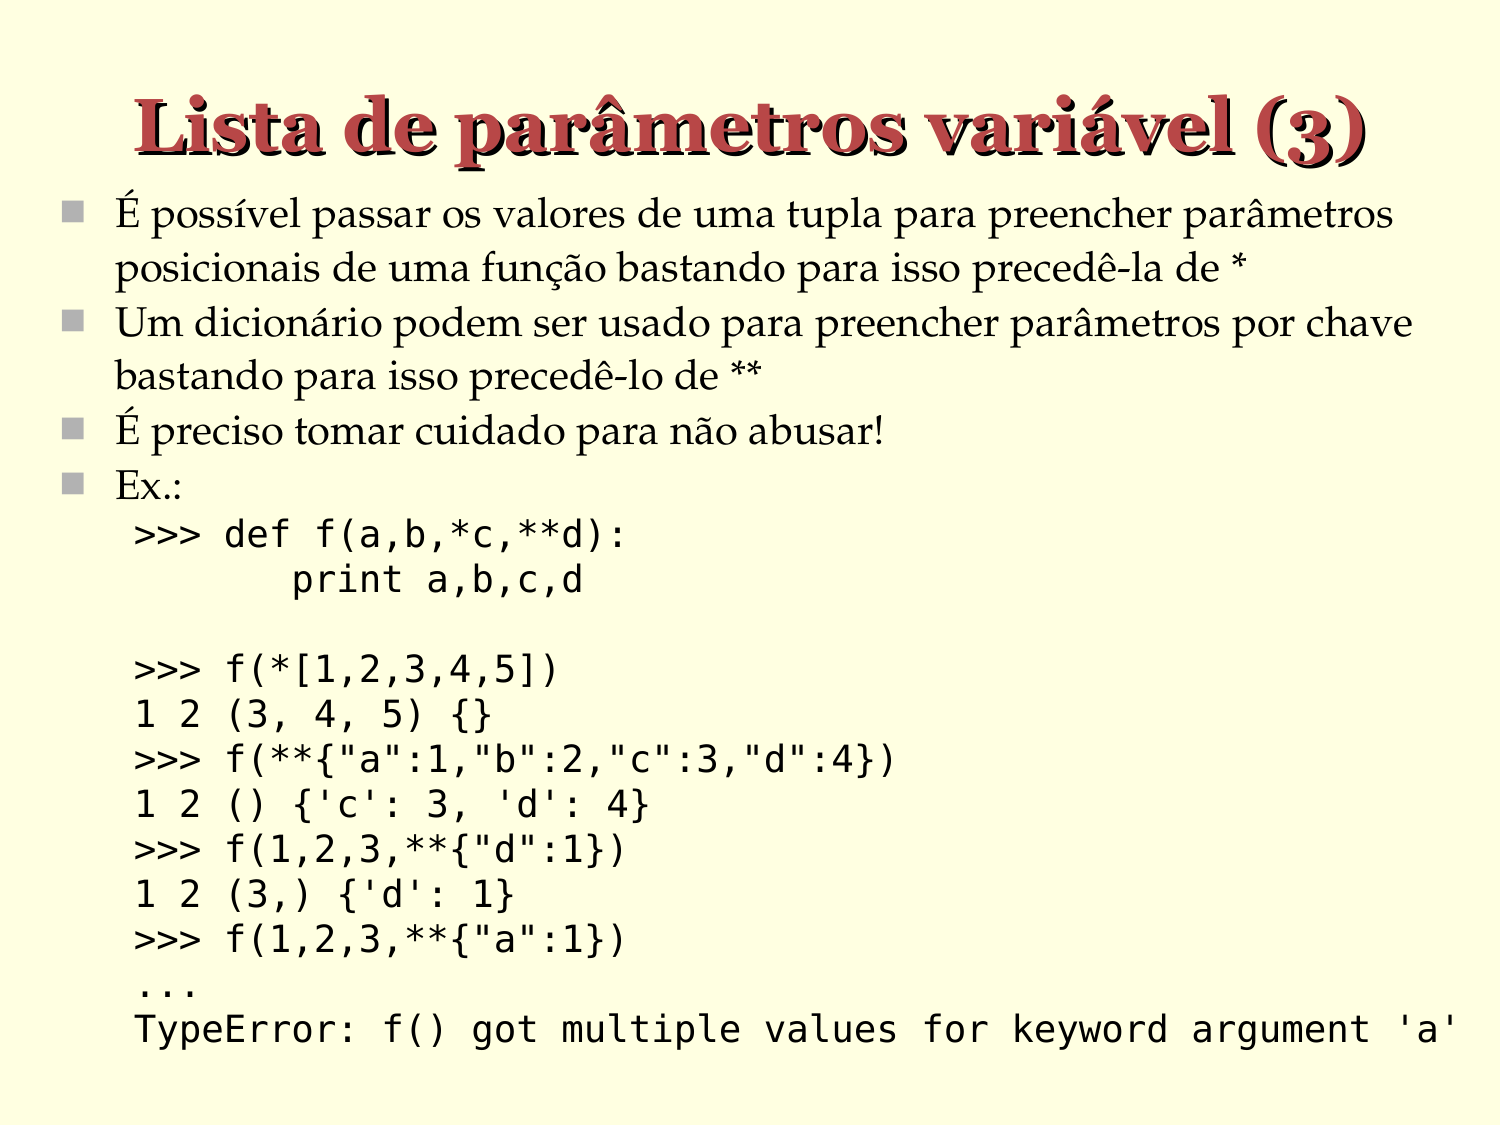 Lista de parâmetros variável (3)
É possível passar os valores de uma tupla para preencher parâmetros
posicionais de uma função bastando para isso precedê-la de *
Um dicionário podem ser usado para preencher parâmetros por chave
bastando para isso precedê-lo de **
É preciso tomar cuidado para não abusar!
Ex.:
>>> def f(a,b,*c,**d):
       print a,b,c,d
>>> f(*[1,2,3,4,5])
1 2 (3, 4, 5) {}
>>> f(**{"a":1,"b":2,"c":3,"d":4})
1 2 () {'c': 3, 'd': 4}
>>> f(1,2,3,**{"d":1})
1 2 (3,) {'d': 1}
>>> f(1,2,3,**{"a":1})
...
TypeError: f() got multiple values for keyword argument 'a'